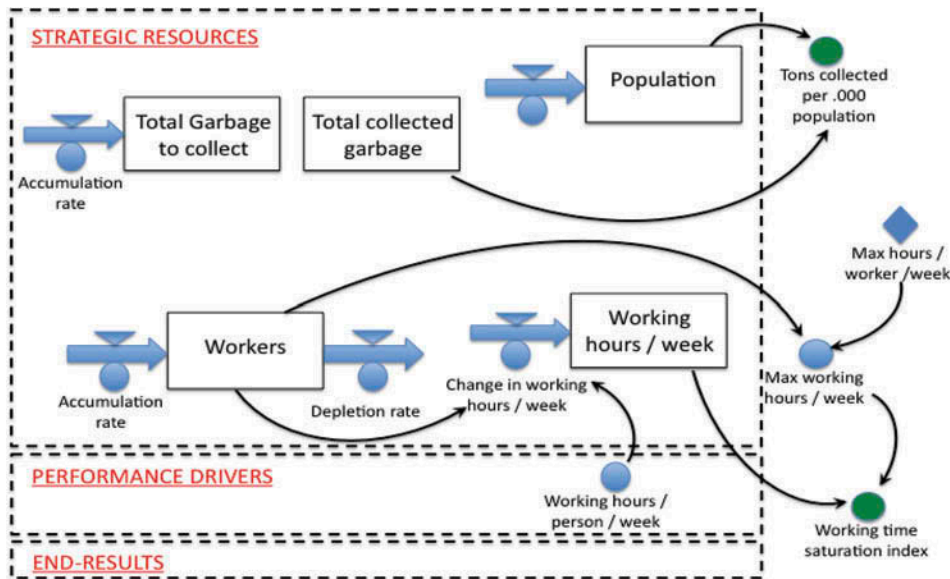 STRATEGIC RESOURCES
Population
Tons collected
per .000
population
Total Garbage
to collect
Total collected
garbage
Accumulation
rate
Max hours /
worker /week
Workers
Working
hours / week
Accumulation
rate
Depletion rate
Change in working
hours / week
Max working
hours / week
PERFORMANCE DRIVERS
Working hours /
person / week
Working time
saturation index
END-RESULTS